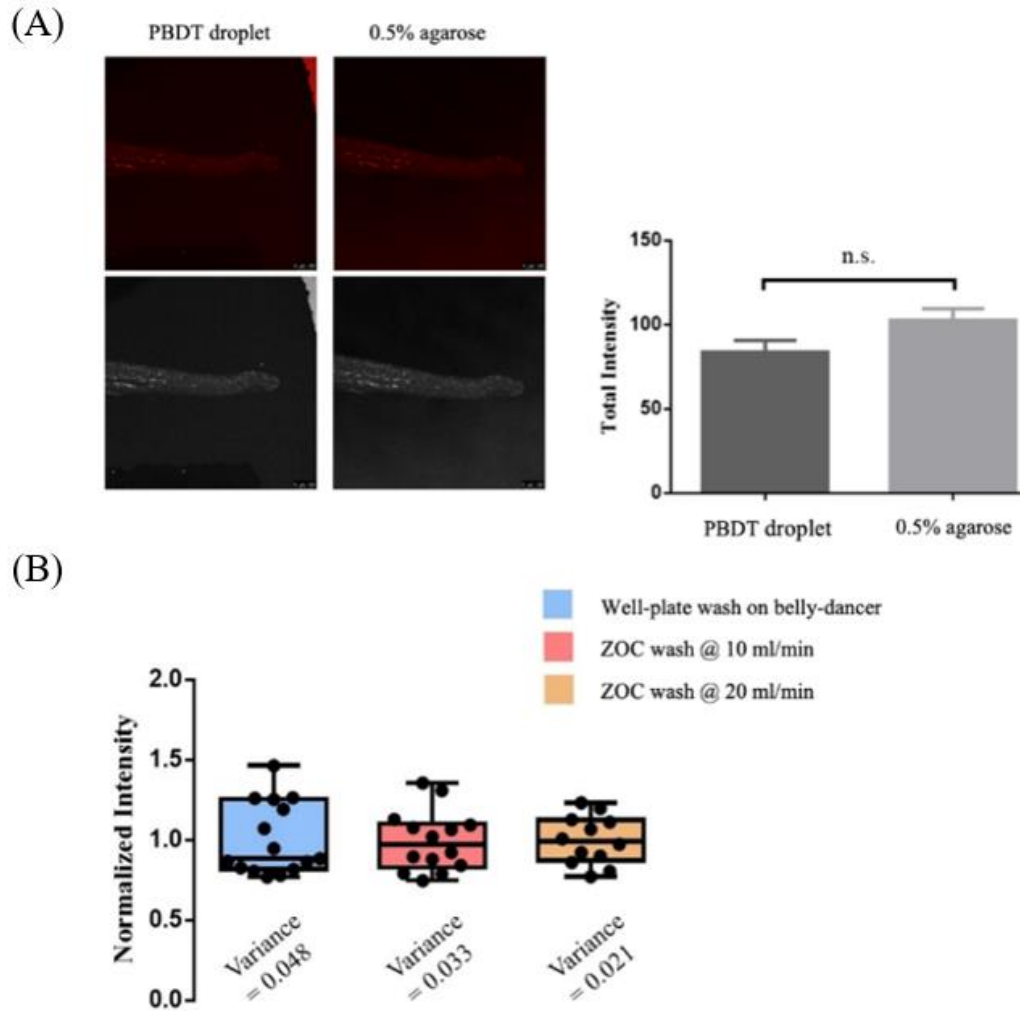 (A)
PBDT droplet
0.5% agarose
150
100
50
0
Total Intensity
n.s.
PBDT droplet
0.5% agarose
(B)
Well-plate wash on belly-dancer
ZOC wash @ 10 ml/min
ZOC wash @ 20 ml/min
2.0
1.5
1.0
0.5
0.0
Normalized Intensity
Variance
= 0.048
Variance
= 0.033
Variance
= 0.021